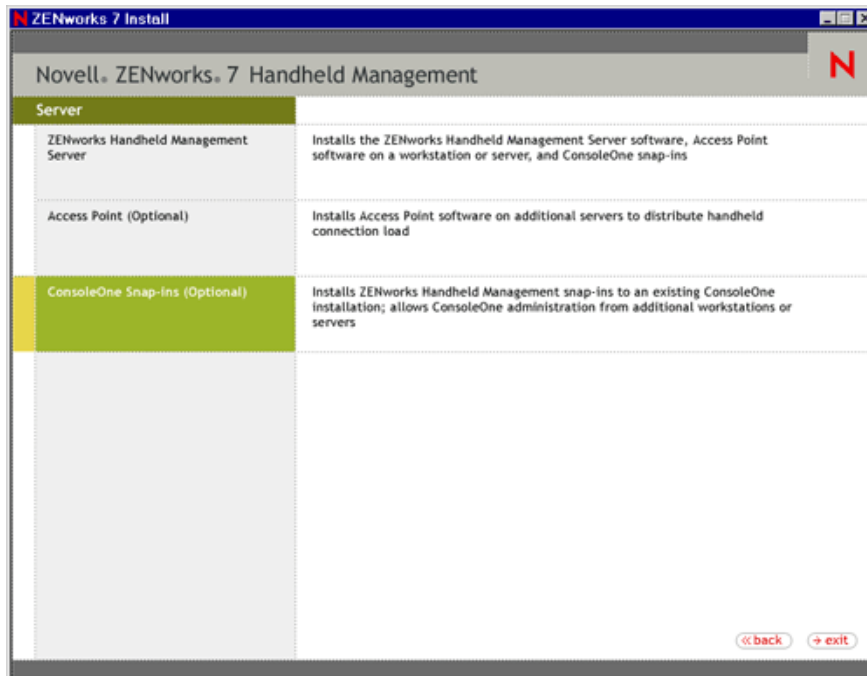 N ZENworks 7 Install
Novell® ZENworks® 7 Handheld Management
N
Server
ZENworks Handheld Management
Server
Installs the ZENworks Handheld Management Server software, Access Point
software on a workstation or server, and ConsoleOne snap-ins
Access Point (Optional)
Installs Access Point software on additional servers to distribute handheld
connection load
ConsoleOne Snap-ins (Optional)
Installs ZENworks Handheld Management snap-ins to an existing ConsoleOne
installation; allows ConsoleOne administration from additional workstations or
servers
back
exit